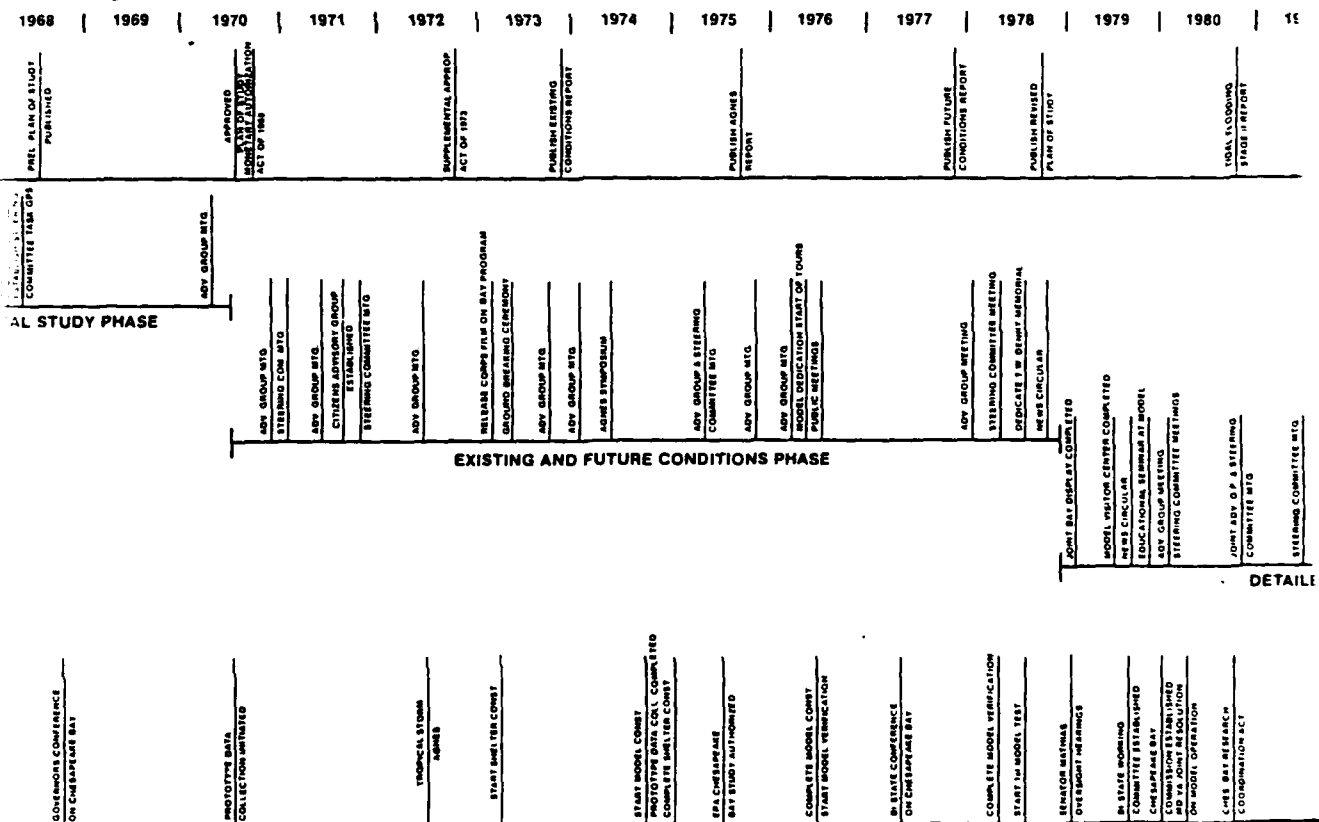 1968 | 1969 | 1970 | 1971 | 1972 | 1973 | 1974 | 1975 | 1976 | 1977 | 1978 | 1979 | 1980 |
PREL PLAN OF STUDY
PUBLISHED
APPROVED
PLAN OF STUDY
MONETARY AUTORIZATION
ACT OF
SUPPLEMENTAL APPROP
ACT OF 1973
PUBLISH EXISTING
CONDITIONS REPORT
PUBLISH AGNES
REPORT
PUBLISH FUTURE
CONDITIONS REPORT
PUBLISH REVISED
PLAN OF STUDY
TIDAL FLOODING
STAGE II REPORT
COMMITTEE TASK GPS
ADV GROUP MTG
AL STUDY PHASE
ADV GROUP MTG
STEERING COM. MTG
ADV GROUP MTG
CITIZENS ADVISORY GROUP
ESTABLISHED
STEERING COMMITTEE MTG
ADV GROUP MTG
RELEASE CORPS FILM ON BAY PROGRAM
GROUND BREAKING CEREMONY
ADV GROUP MTG
ADV GROUP MTG
AGNES SYMPOSIUM
ADV GROUP & STEERING
COMMITTEE MTG
ADV GROUP MTG
ADV GROUP MTG
MODEL DEDICATION START OF TOURS
PUBLIC MEETINGS
ADV GROUP MEETING
STEERING COMMITTEE MEETING
DEDICATE MEMORIAL
NEWS CIRCULAR
EXISTING AND FUTURE CONDITIONS PHASE
JOINT BAY DISPLAY COMPLETED
MODEL VISITOR CENTER COMPLETED
NEWS CIRCULAR
EDUCATIONAL SEMINAR AT MODEL
ADV GROUP MEETING
STEERING COMMITTEE MEETINGS
JOINT ADV GP & STEERING
COMMITTEE MTG
STEERING COMMITTEE MTG.
DETAILE
GOVERNORS CONFERENCE
ON CHESAPEAKE BAY
PROTOTYPE DATA
COLLECTION INITIATED
TROPICAL STORM
AGNES
START SHELTER CONST
START MODEL CONST
PROTOTYPE DATA COLL COMPLETED
COMPLETE SHELTER CONST
EPA CHESAPEAKE
BAY STUDY AUTHORIZED
COMPLETE MODEL CONST
START MODEL VERIFICATION
BI STATE CONFERENCE
ON CHESAPEAKE BAY
COMPLETE MODEL VERIFICATION
START MODEL TEST
SENATOR MATHIAS
OVERSIGHT HEARINGS
BI STATE WORKING
COMMITTEE ESTABLISHED
CHESAPEAKE BAY
COMMISSION ESTABLISHED
MD VA JOINT RESOLUTION
ON MODEL OPERATION
CHES BAY RESEARCH
COORDINATION ACT